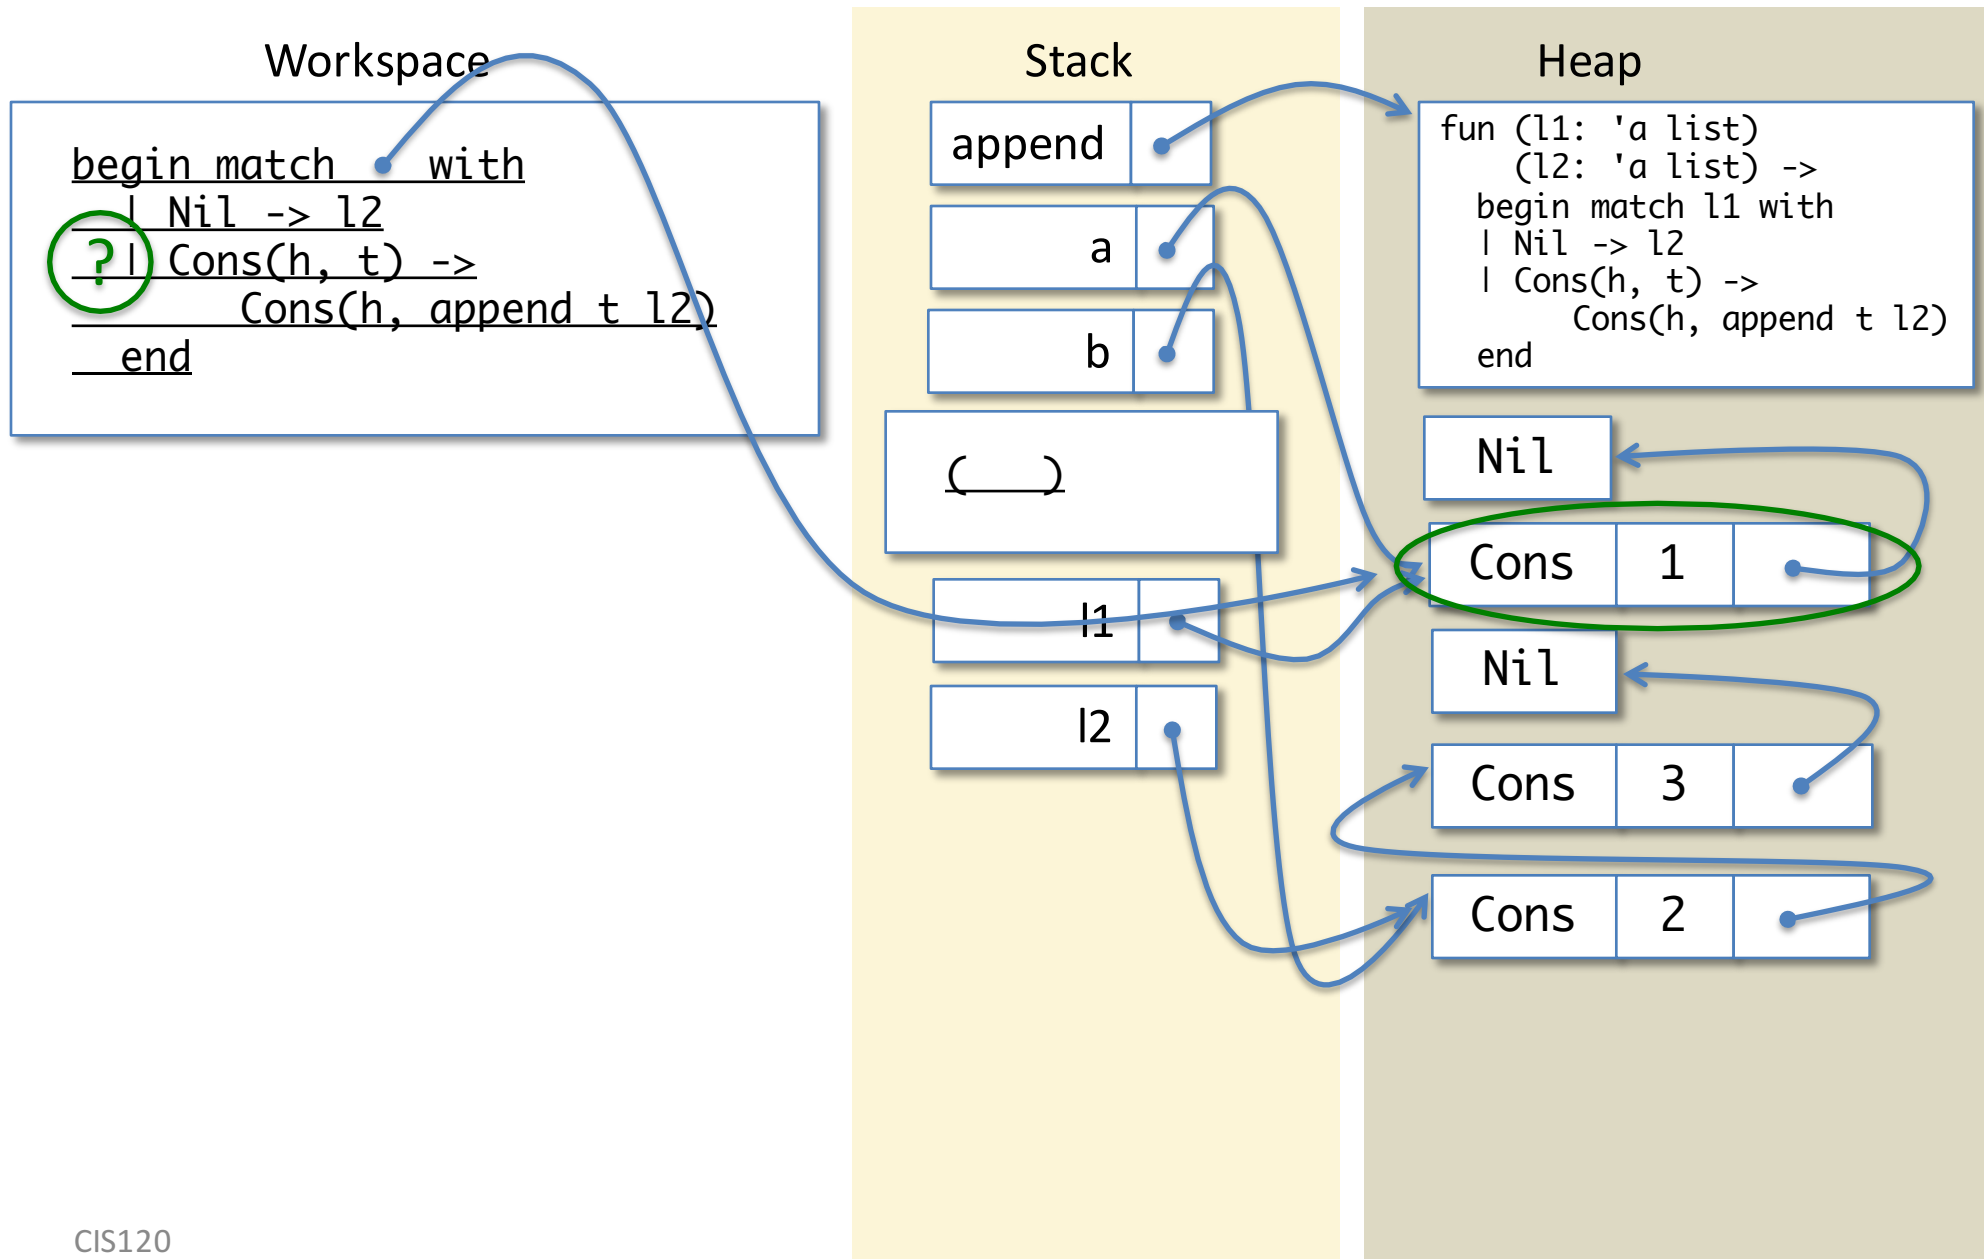 Workspace
begin match with
| Nil -> l2
? | Cons(h, t) ->
Cons(h, append t l2)
end
Stack
append
a
b
( )
l1
l2
Heap
fun (l1: 'a list)
(l2: 'a list) ->
begin match l1 with
| Nil -> l2
| Cons(h, t) ->
Cons(h, append t l2)
end
Nil
Cons 1
Nil
Cons 3
Cons 2
CIS120